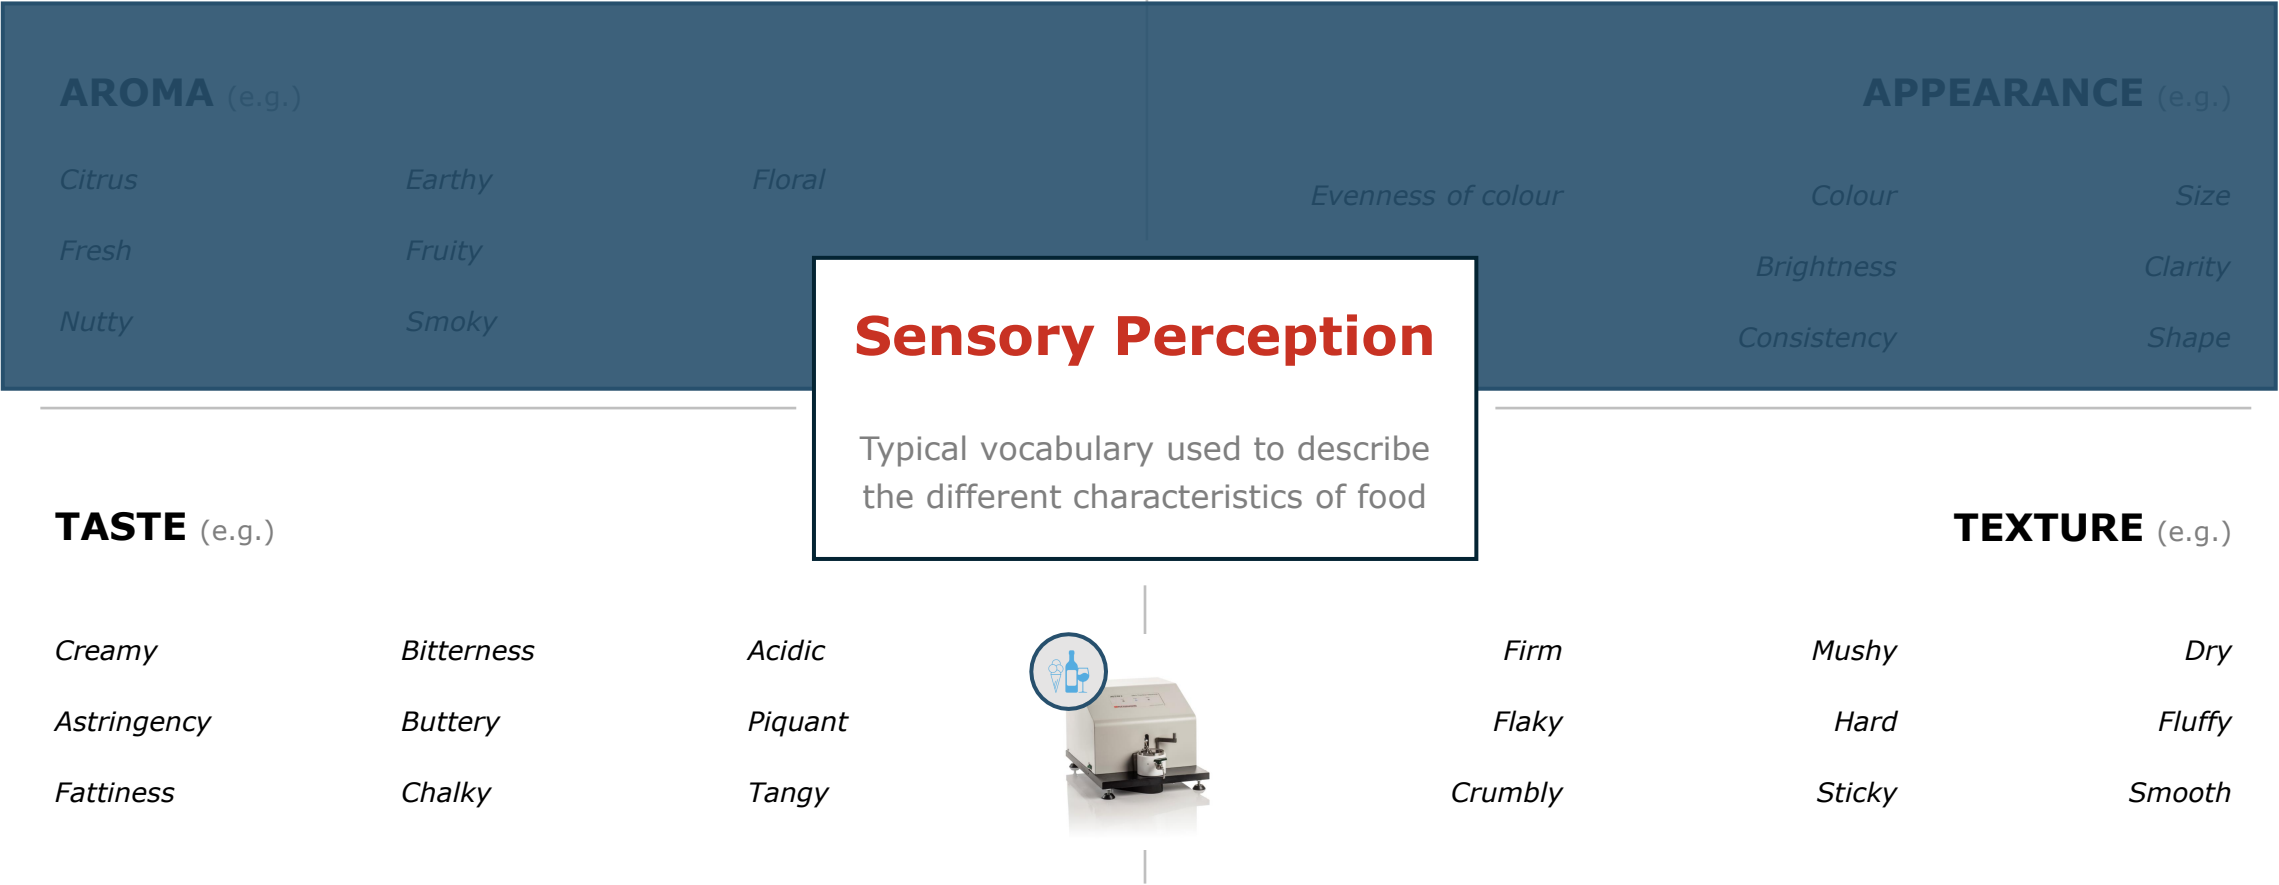 AROMA (e.g.)
Citrus Earthy Floral
Fresh Fruity
Nutty Smoky
APPEARANCE (e.g.)
Evenness of colour Colour Size
Brightness Clarity
Consistency Shape
Sensory Perception
Typical vocabulary used to describe
the different characteristics of food
TASTE (e.g.)
Creamy Bitterness Acidic
Astringency Buttery Piquant
Fattiness Chalky Tangy
TEXTURE (e.g.)
Firm Mushy Dry
Flaky Hard Fluffy
Crumbly Sticky Smooth